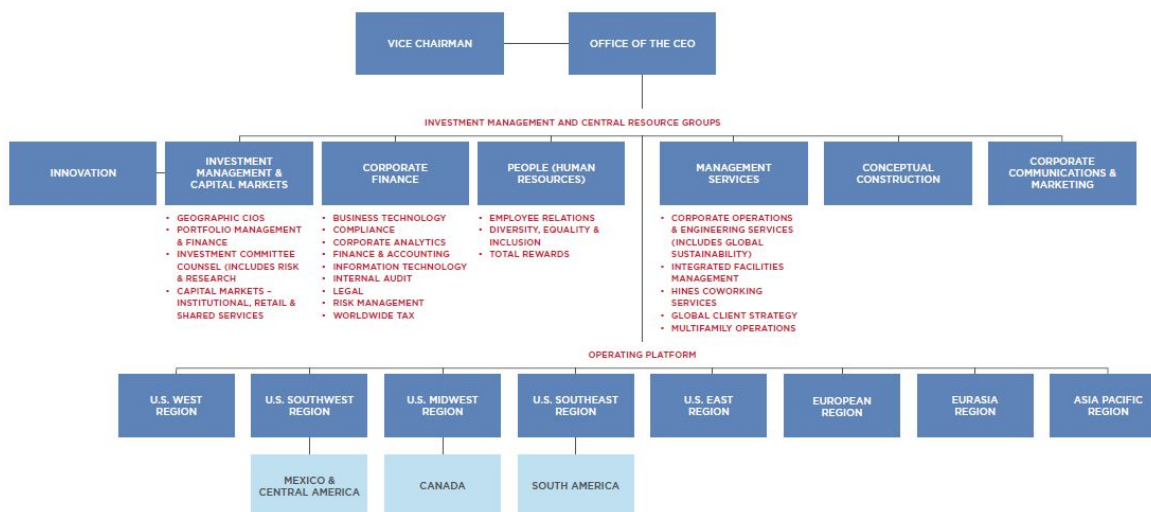 VICE CHAIRMAN
OFFICE OF THE CEO
INVESTMENT MANAGEMENT AND CENTRAL RESOURCE GROUPS
INNOVATION
INVESTMENT
MANAGEMENT &
CAPITAL MARKETS
• GEOGRAPHIC CIOS
• PORTFOLIO MANAGEMENT
& FINANCE
• INVESTMENT COMMITTEE
COUNSEL (INCLUDES RISK
& RESEARCH
• CAPITAL MARKETS –
INSTITUTIONAL, RETAIL &
SHARED SERVICES
CORPORATE
FINANCE
• BUSINESS TECHNOLOGY
• COMPLIANCE
• CORPORATE ANALYTICS
• FINANCE & ACCOUNTING
• INFORMATION TECHNOLOGY
• INTERNAL AUDIT
• LEGAL
• RISK MANAGEMENT
• WORLDWIDE TAX
PEOPLE (HUMAN
RESOURCES)
• EMPLOYEE RELATIONS
• DIVERSITY, EQUALITY &
INCLUSION
• TOTAL REWARDS
MANAGEMENT
SERVICES
• CORPORATE OPERATIONS
& ENGINEERING SERVICES
(INCLUDES GLOBAL
SUSTAINABILITY)
• INTEGRATED FACILITIES
MANAGEMENT
• HINES COWORKING
SERVICES
• GLOBAL CLIENT STRATEGY
• MULTIFAMILY OPERATIONS
CONCEPTUAL
CONSTRUCTION
CORPORATE
COMMUNICATIONS &
MARKETING
OPERATING PLATFORM
U.S. WEST
REGION
U.S. SOUTHWEST
REGION
U.S. MIDWEST
REGION
U.S. SOUTHEAST
REGION
U.S. EAST
REGION
EUROPEAN
REGION
EURASIA
REGION
ASIA PACIFIC
REGION
MEXICO &
CENTRAL AMERICA
CANADA
SOUTH AMERICA